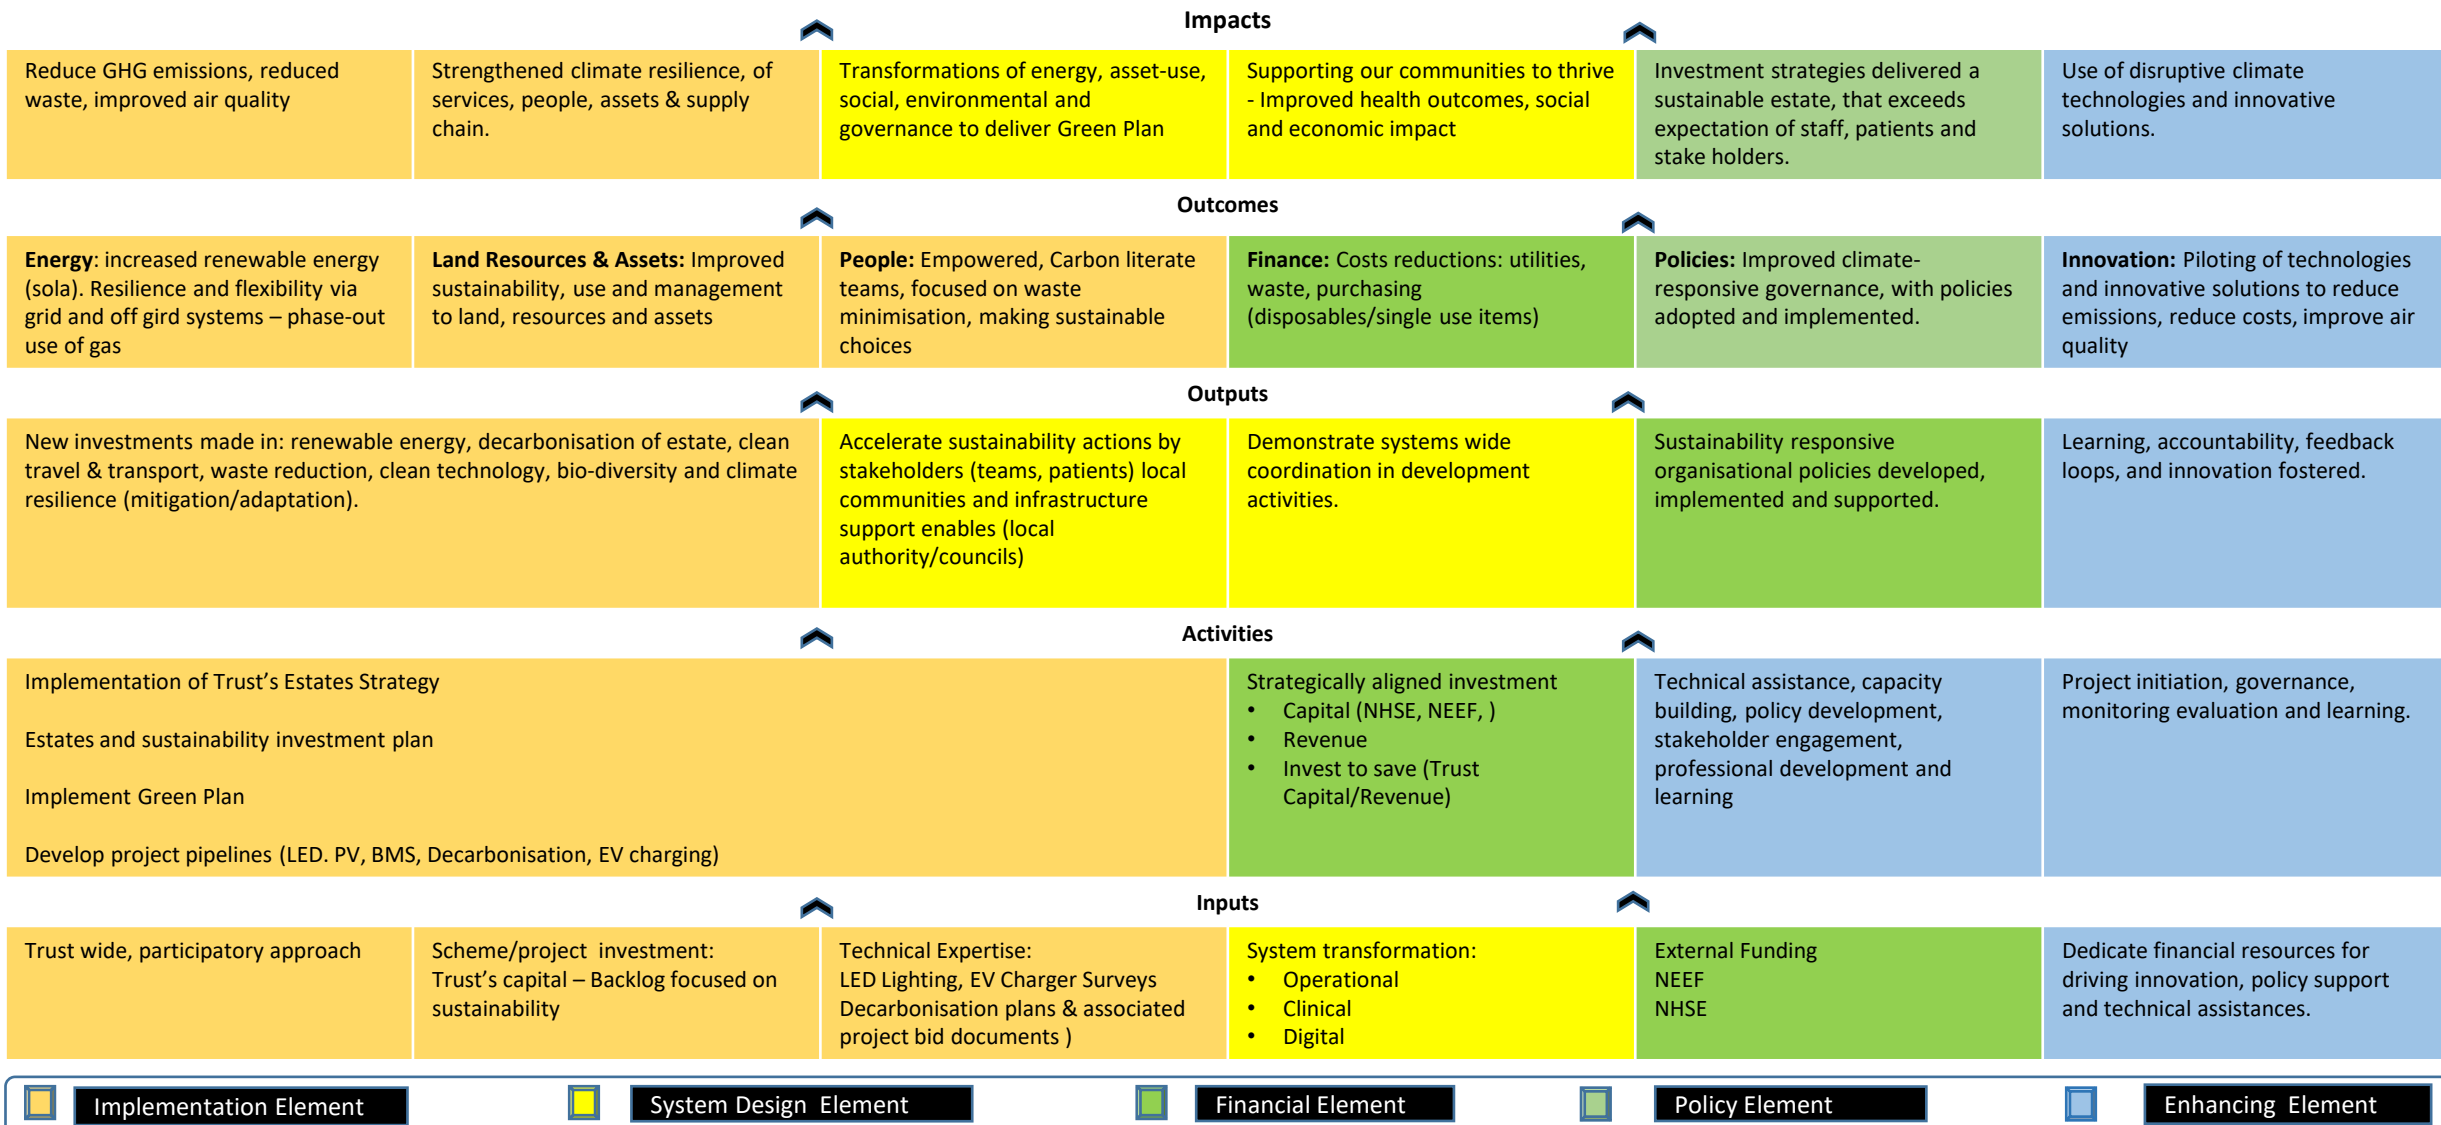 Impacts
Reduce GHG emissions, reduced
waste, improved air quality
Strengthened climate resilience, of
services, people, assets & supply
chain.
Transformations of energy, asset-use,
social, environmental and
governance to deliver Green Plan
Supporting our communities to thrive
- Improved health outcomes, social
and economic impact
Investment strategies delivered a
sustainable estate, that exceeds
expectation of staff, patients and
stake holders.
Use of disruptive climate
technologies and innovative
solutions.
Outcomes
Energy: increased renewable energy
(sola). Resilience and flexibility via
grid and off gird systems – phase-out
use of gas
Land Resources & Assets: Improved
sustainability, use and management
to land, resources and assets
People: Empowered, Carbon literate
teams, focused on waste
minimisation, making sustainable
choices
Finance: Costs reductions: utilities,
waste, purchasing
(disposables/single use items)
Policies: Improved climate-
responsive governance, with policies
adopted and implemented.
Innovation: Piloting of technologies
and innovative solutions to reduce
emissions, reduce costs, improve air
quality
Outputs
New investments made in: renewable energy, decarbonisation of estate, clean
travel & transport, waste reduction, clean technology, bio-diversity and climate
resilience (mitigation/adaptation).
Accelerate sustainability actions by
stakeholders (teams, patients) local
communities and infrastructure
support enables (local
authority/councils)
Demonstrate systems wide
coordination in development
activities.
Sustainability responsive
organisational policies developed,
implemented and supported.
Learning, accountability, feedback
loops, and innovation fostered.
Activities
Implementation of Trust’s Estates Strategy
Estates and sustainability investment plan
Implement Green Plan
Develop project pipelines (LED. PV, BMS, Decarbonisation, EV charging)
Strategically aligned investment
• Capital (NHSE, NEEF, )
• Revenue
• Invest to save (Trust
Capital/Revenue)
Technical assistance, capacity
building, policy development,
stakeholder engagement,
professional development and
learning
Project initiation, governance,
monitoring evaluation and learning.
Inputs
Trust wide, participatory approach
Scheme/project investment:
Trust’s capital – Backlog focused on
sustainability
Technical Expertise:
LED Lighting, EV Charger Surveys
Decarbonisation plans & associated
project bid documents )
System transformation:
• Operational
• Clinical
• Digital
External Funding
NEEF
NHSE
Dedicate financial resources for
driving innovation, policy support
and technical assistances.
Implementation Element
System Design Element
Financial Element
Policy Element
Enhancing Element